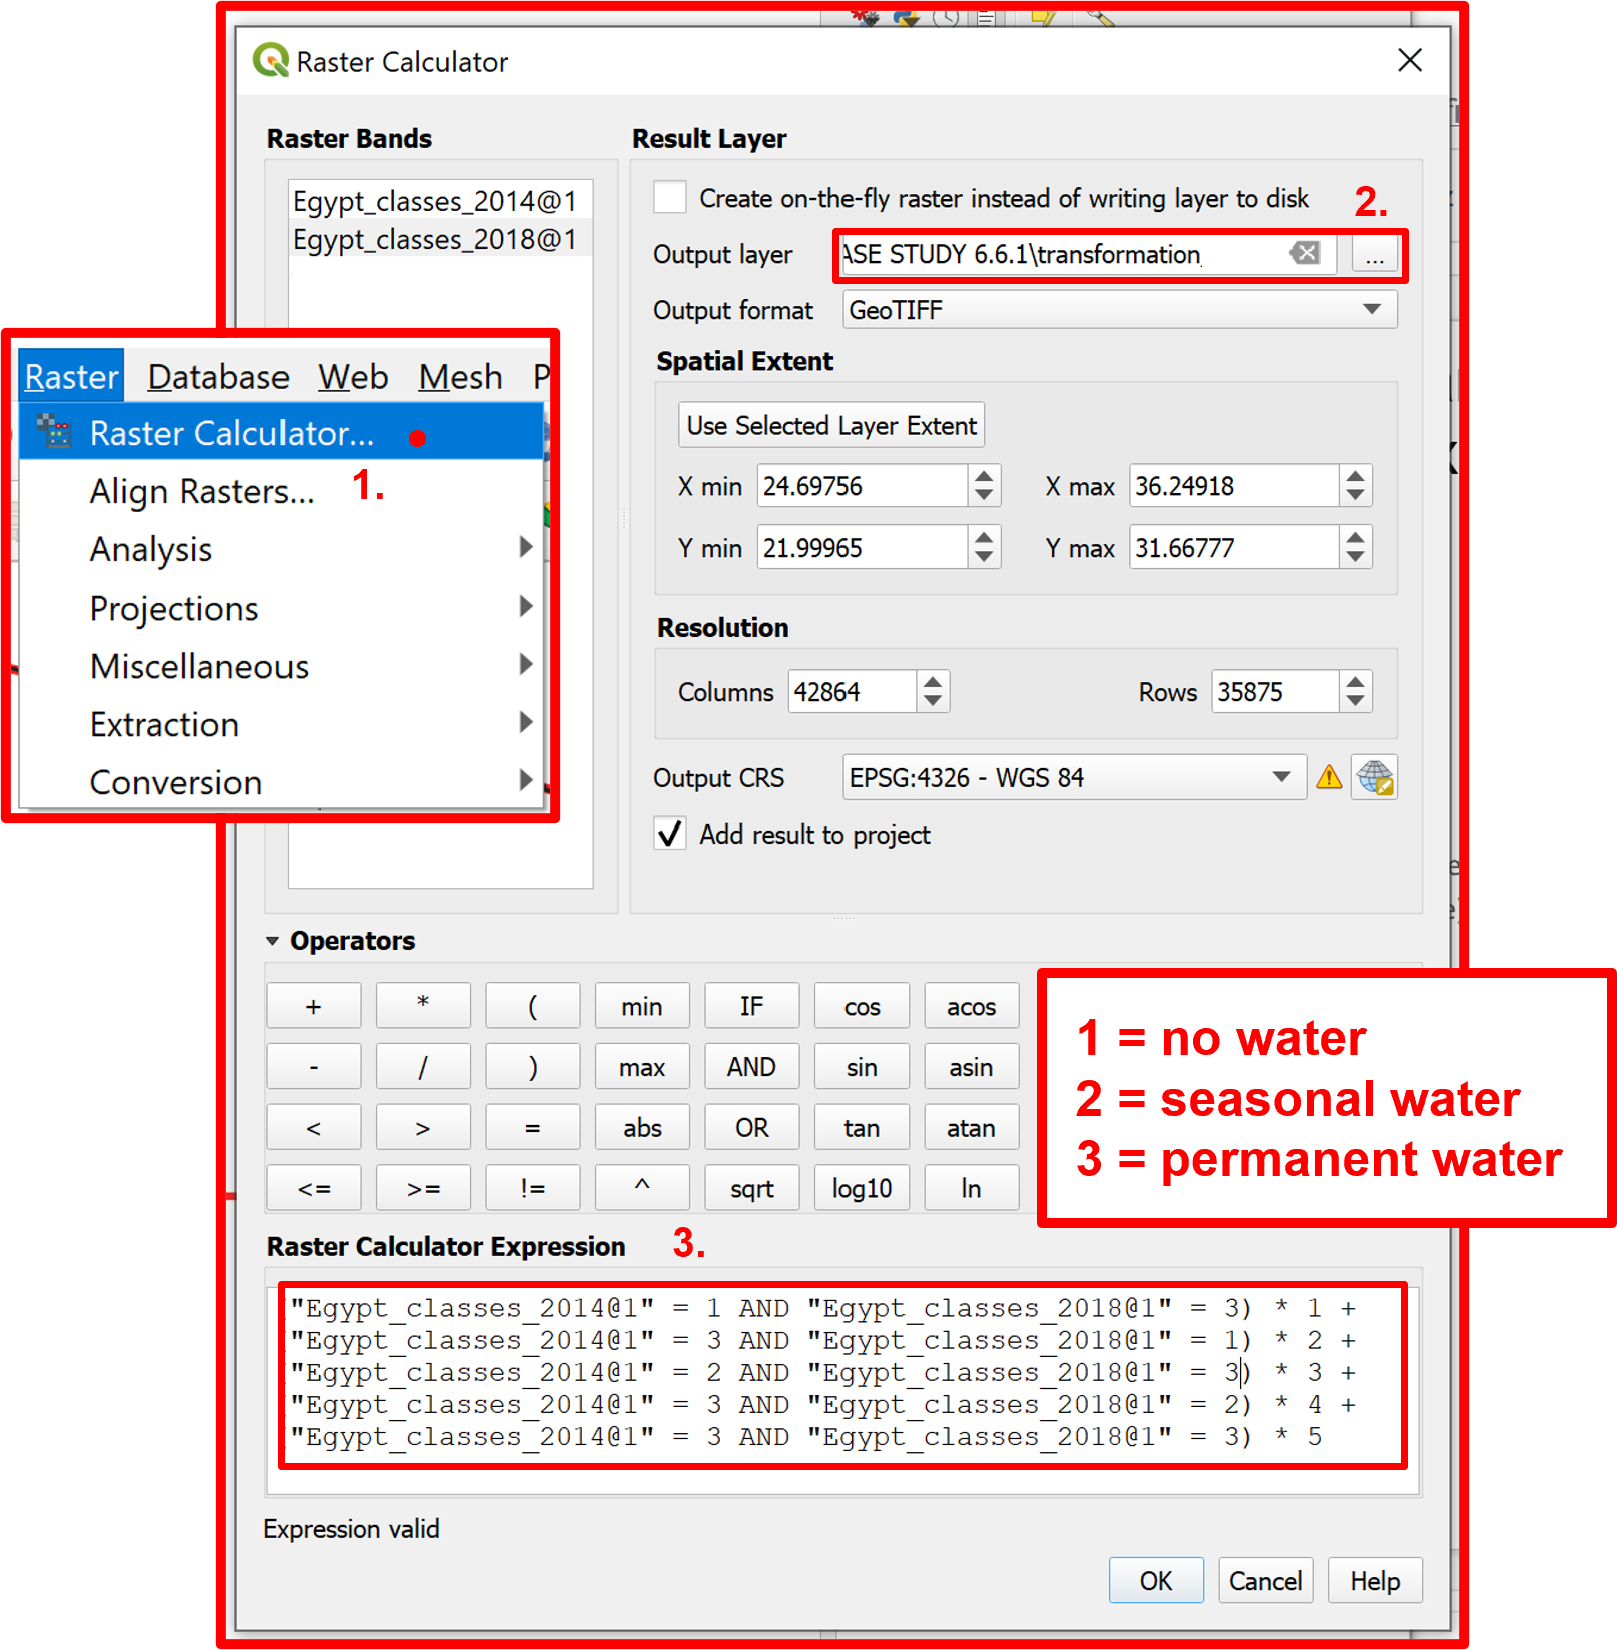 Raster Calculator
Raster Bands
Egypt_classes_2014@1
Egypt_classes_2018@1
Result Layer
Create on-the-fly raster instead of writing layer to disk
2.
Output layer
ASE STUDY 6.6.1\transformation
...
Output format
GeoTIFF
Spatial Extent
Use Selected Layer Extent
X min 24.69756 X max 36.24918
Y min 21.99965 Y max 31.66777
Resolution
Columns 42864 Rows 35875
Output CRS EPSG:4326 - WGS 84
Add result to project
Raster Database Web Mesh P
Raster Calculator...
1.
Align Rasters...
Analysis
Projections
Miscellaneous
Extraction
Conversion
Operators
+ * ( min IF cos acos
- / ) max AND sin asin
< > = abs OR tan atan
<= >= != ^ sqrt log10 ln
1 = no water
2 = seasonal water
3 = permanent water
Raster Calculator Expression
3.
"Egypt_classes_2014@1" = 1 AND "Egypt_classes_2018@1" = 3) * 1 +
"Egypt_classes_2014@1" = 3 AND "Egypt_classes_2018@1" = 1) * 2 +
"Egypt_classes_2014@1" = 2 AND "Egypt_classes_2018@1" = 3) * 3 +
"Egypt_classes_2014@1" = 3 AND "Egypt_classes_2018@1" = 2) * 4 +
"Egypt_classes_2014@1" = 3 AND "Egypt_classes_2018@1" = 3) * 5
Expression valid
OK Cancel Help